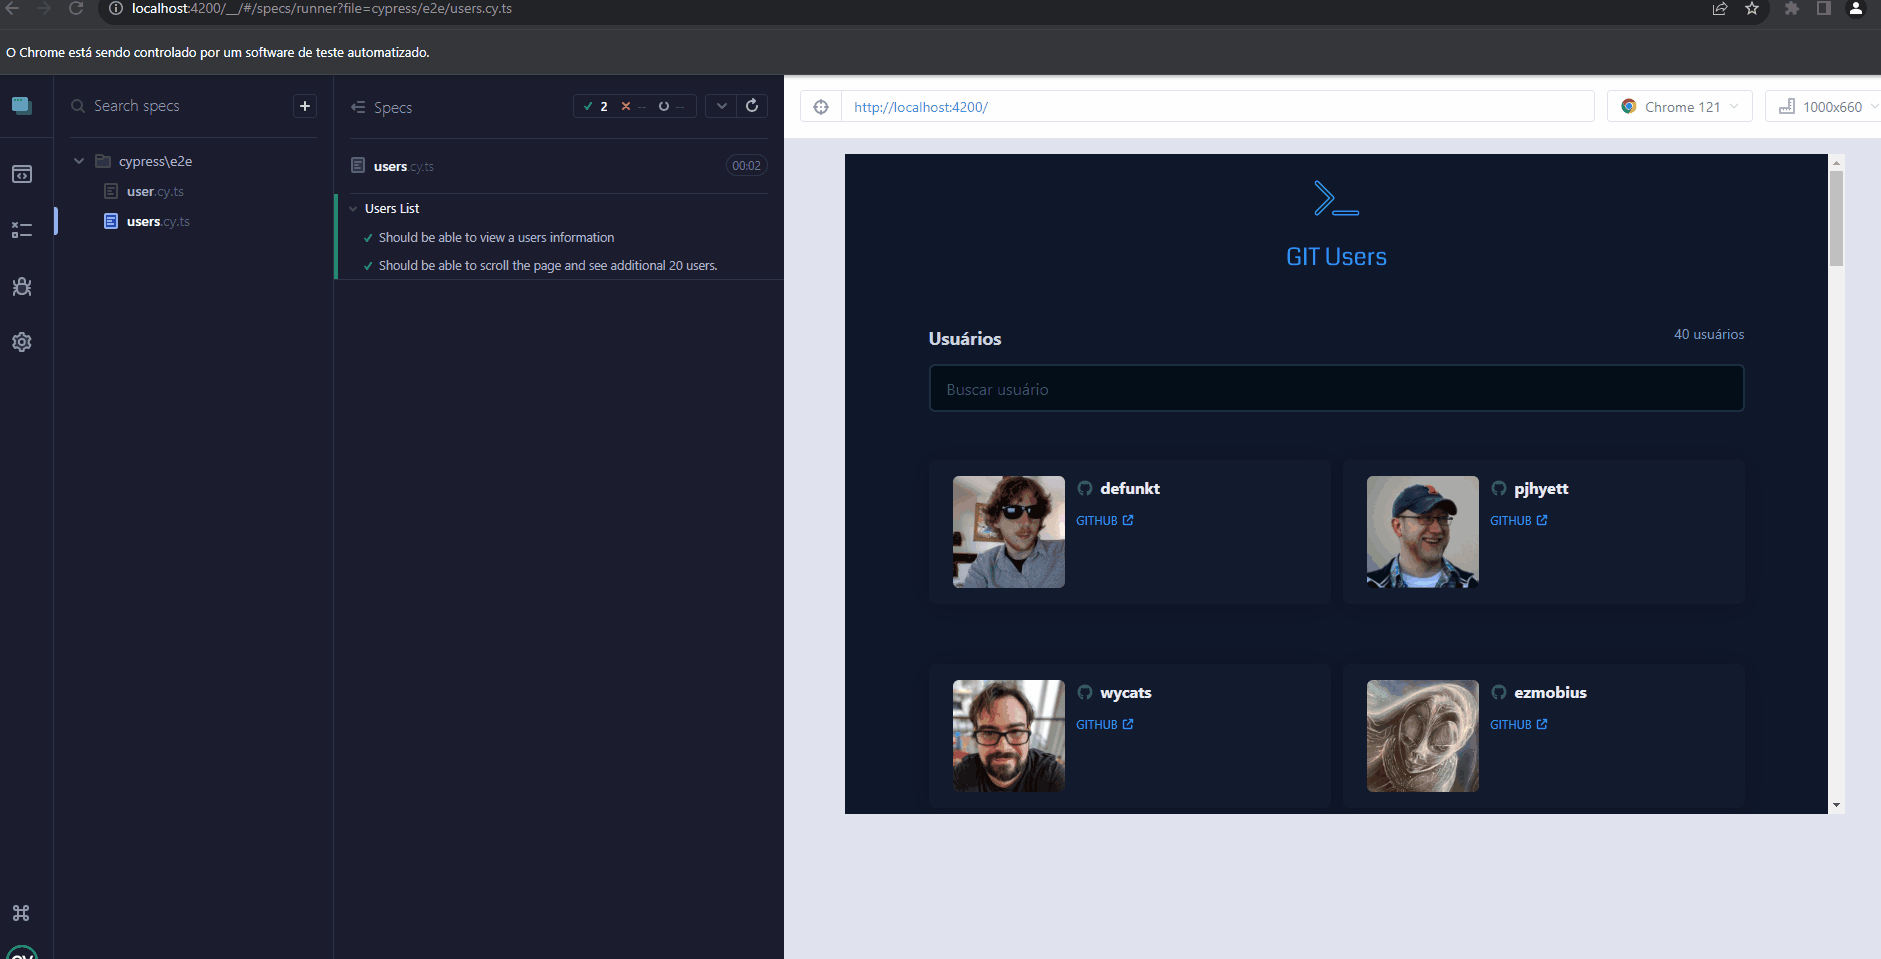 localhost:4200/__/#/specs/runner?file=cypress/e2e/users.cy.ts
O Chrome está sendo controlado por um software de teste automatizado.
Search specs
+
cypress\e2e
user.cy.ts
users.cy.ts
Specs
2
--
--
users.cy.ts
00:02
Users List
Should be able to view a users information
Should be able to scroll the page and see additional 20 users.
http://localhost:4200/
Chrome 121
1000x660
GIT Users
Usuários
40 usuários
Buscar usuário
defunkt
GITHUB
pjhyett
GITHUB
wycats
GITHUB
ezmobius
GITHUB